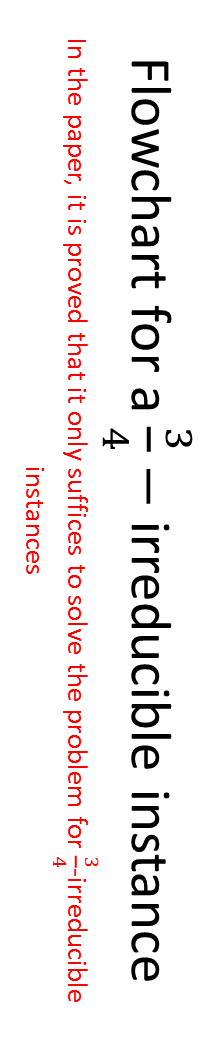 Flowchart for a 3/4 – irreducible instance
In the paper, it is proved that it only suffices to solve the problem for 3/4-irreducible
instances